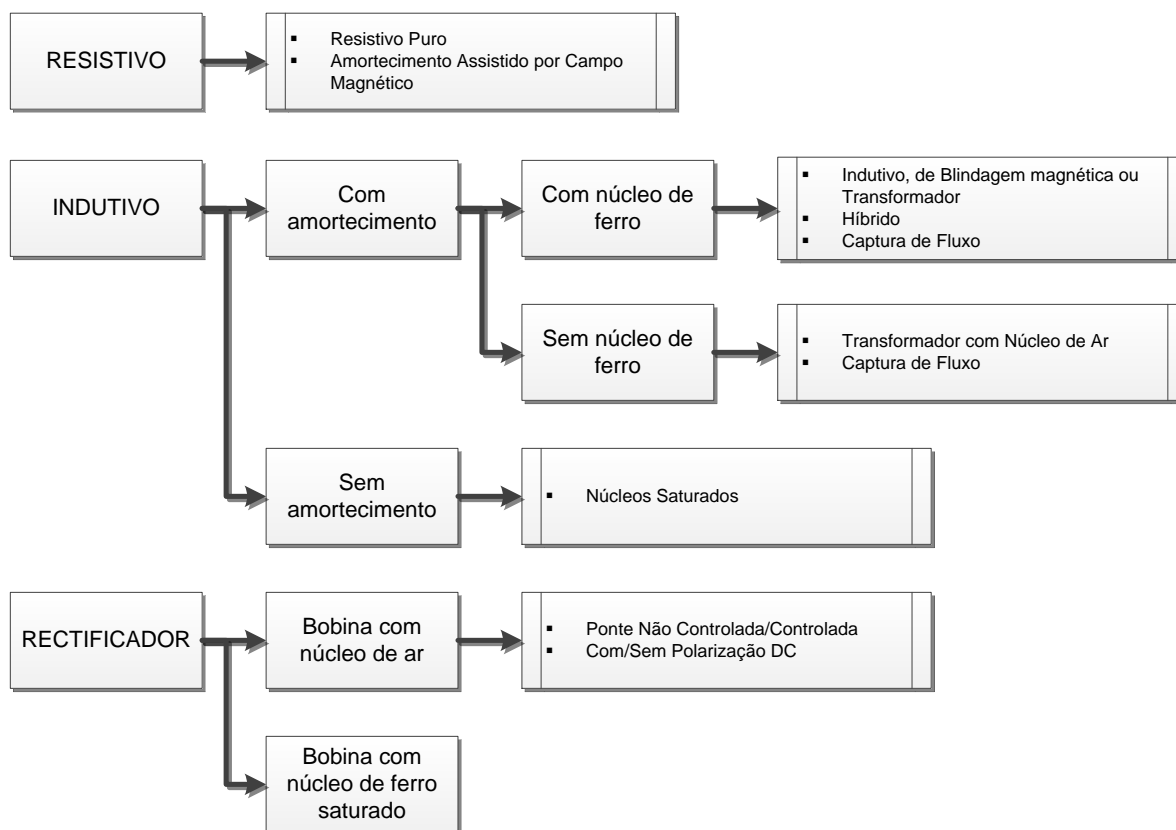 RESISTIVO
▪ Resistivo Puro
▪ Amortecimento Assistido por Campo
Magnético
INDUTIVO
Com
amortecimento
Com núcleo de
ferro
▪ Indutivo, de Blindagem magnética ou
Transformador
▪ Híbrido
▪ Captura de Fluxo
Sem núcleo de
ferro
▪ Transformador com Núcleo de Ar
▪ Captura de Fluxo
Sem
amortecimento
▪ Núcleos Saturados
RECTIFICADOR
Bobina com
núcleo de ar
▪ Ponte Não Controlada/Controlada
▪ Com/Sem Polarização DC
Bobina com
núcleo de ferro
saturado